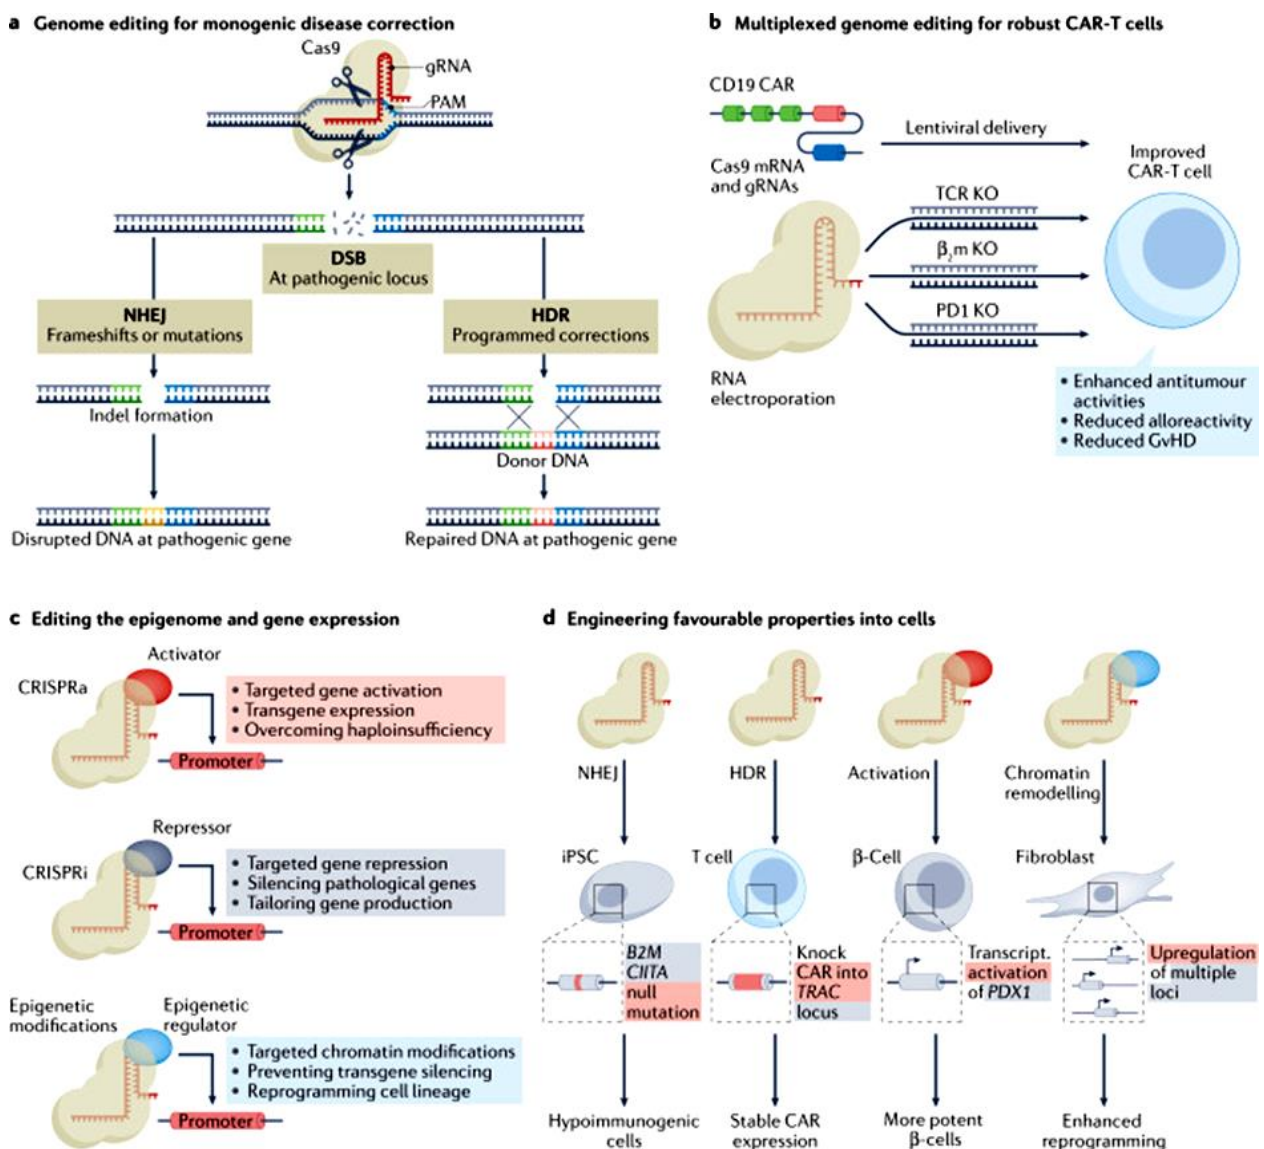 a Genome editing for monogenic disease correction
Cas9
gRNA
PAM
DSB
At pathogenic locus
NHEJ
Frameshifts or mutations
HDR
Programmed corrections
Indel formation
Donor DNA
Disrupted DNA at pathogenic gene
Repaired DNA at pathogenic gene
b Multiplexed genome editing for robust CAR-T cells
CD19 CAR
Lentiviral delivery
Cas9 mRNA
and gRNAs
Improved
CAR-T cell
TCR KO
β₂m KO
PD1 KO
RNA
electroporation
• Enhanced antitumour
activities
• Reduced alloreactivity
• Reduced GvHD
c Editing the epigenome and gene expression
Activator
CRISPRa
• Targeted gene activation
• Transgene expression
• Overcoming haploinsufficiency
Promoter
Repressor
CRISPRi
• Targeted gene repression
• Silencing pathological genes
• Tailoring gene production
Promoter
Epigenetic
modifications
Epigenetic
regulator
• Targeted chromatin modifications
• Preventing transgene silencing
• Reprogramming cell lineage
Promoter
d Engineering favourable properties into cells
NHEJ
HDR
Activation
Chromatin
remodelling
iPSC
T cell
β-Cell
Fibroblast
B2M
CIITA
null
mutation
Knock
CAR into
TRAC
locus
Transcript.
activation
of PDX1
Upregulation
of multiple
loci
Hypoimmunogenic
cells
Stable CAR
expression
More potent
β-cells
Enhanced
reprogramming